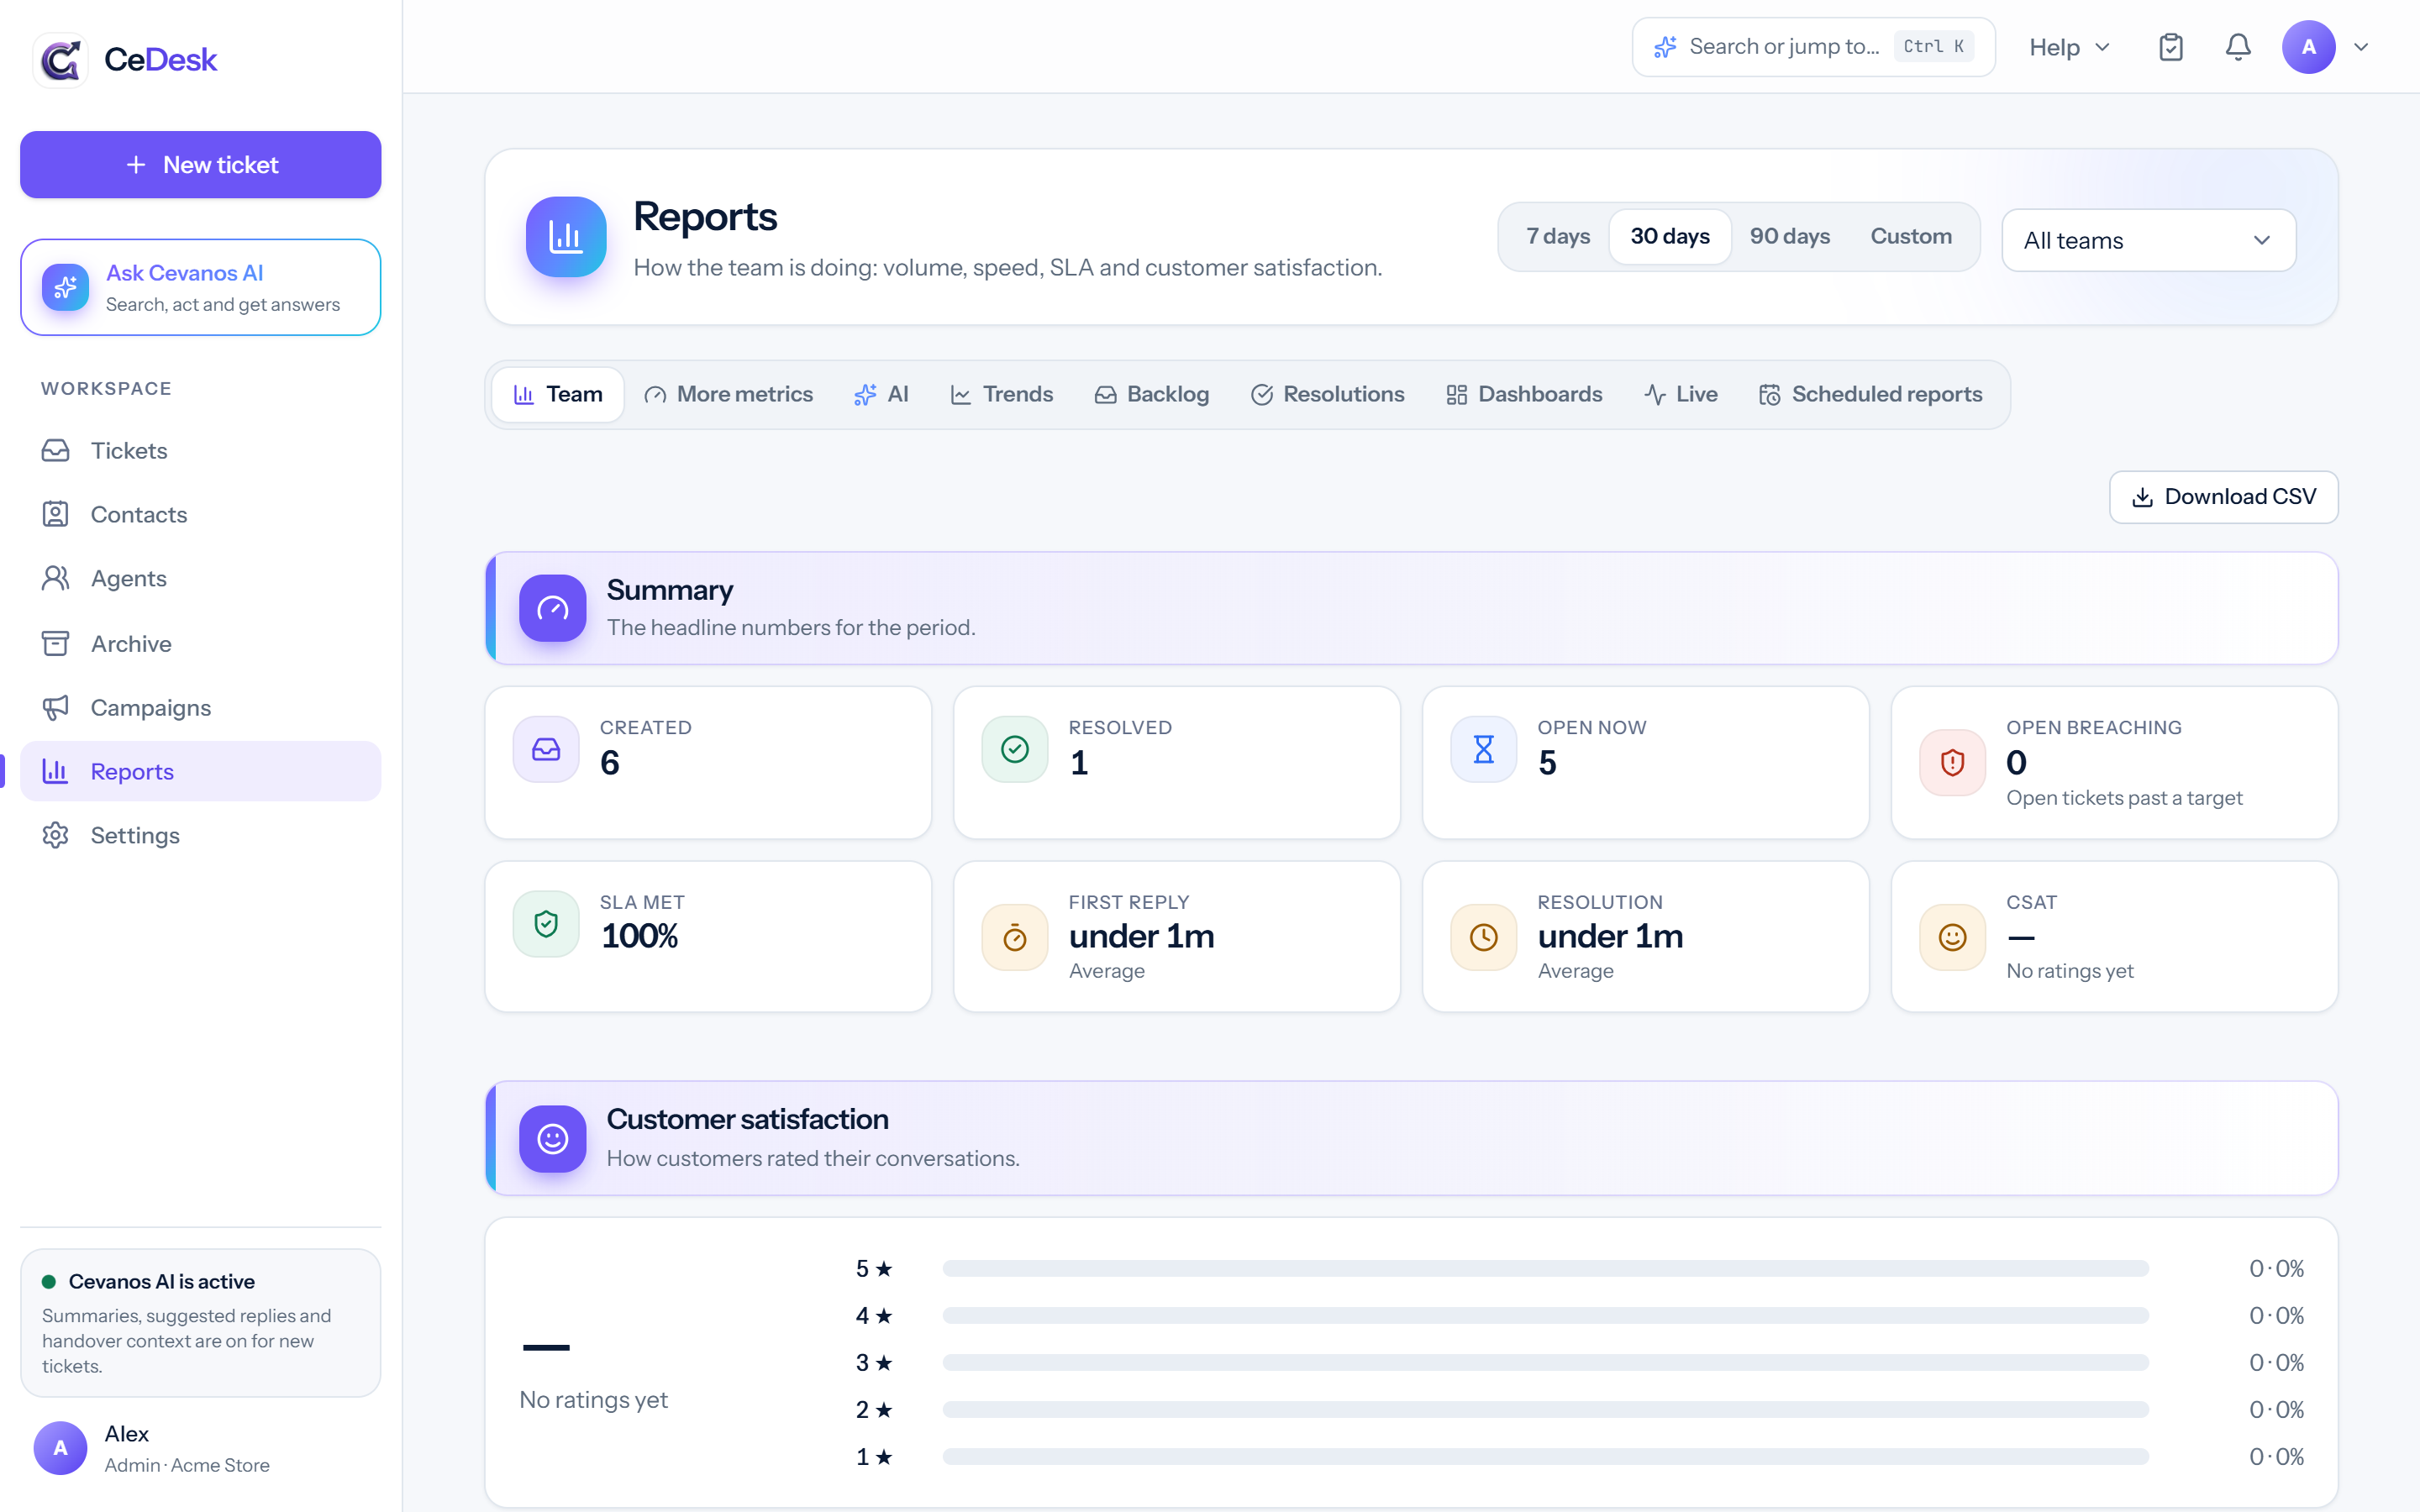 CeDesk
Search or jump to... Ctrl K
Help
A
New ticket
Ask Cevanos AI
Search, act and get answers
WORKSPACE
Tickets
Contacts
Agents
Archive
Campaigns
Reports
Settings
Cevanos AI is active
Summaries, suggested replies and
handover context are on for new
tickets.
A
Alex
Admin · Acme Store
Reports
How the team is doing: volume, speed, SLA and customer satisfaction.
7 days 30 days 90 days Custom
All teams
Team More metrics AI Trends Backlog Resolutions Dashboards Live Scheduled reports
Download CSV
Summary
The headline numbers for the period.
CREATED
6
RESOLVED
1
OPEN NOW
5
OPEN BREACHING
0
Open tickets past a target
SLA MET
100%
FIRST REPLY
under 1m
Average
RESOLUTION
under 1m
Average
CSAT
—
No ratings yet
Customer satisfaction
How customers rated their conversations.
—
No ratings yet
5 ★ 0 · 0%
4 ★ 0 · 0%
3 ★ 0 · 0%
2 ★ 0 · 0%
1 ★ 0 · 0%